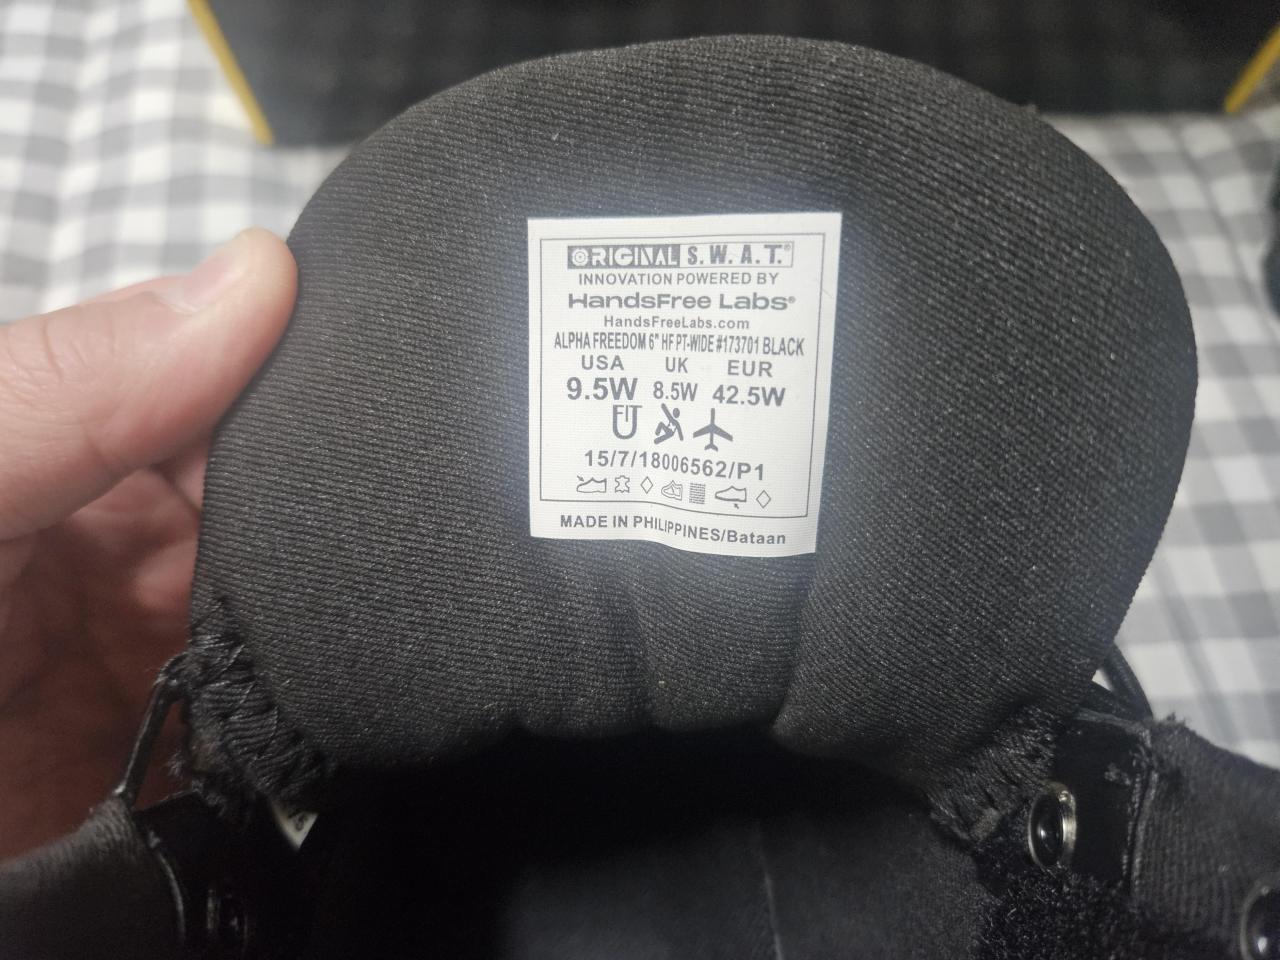 ORIGINAL S.W.A.T.®
INNOVATION POWERED BY
HandsFree Labs®
HandsFreeLabs.com
ALPHA FREEDOM 6" HF PT-WIDE #173701 BLACK
USA UK EUR
9.5W 8.5W 42.5W
FIT
15/7/18006562/P1
MADE IN PHILIPPINES/Bataan